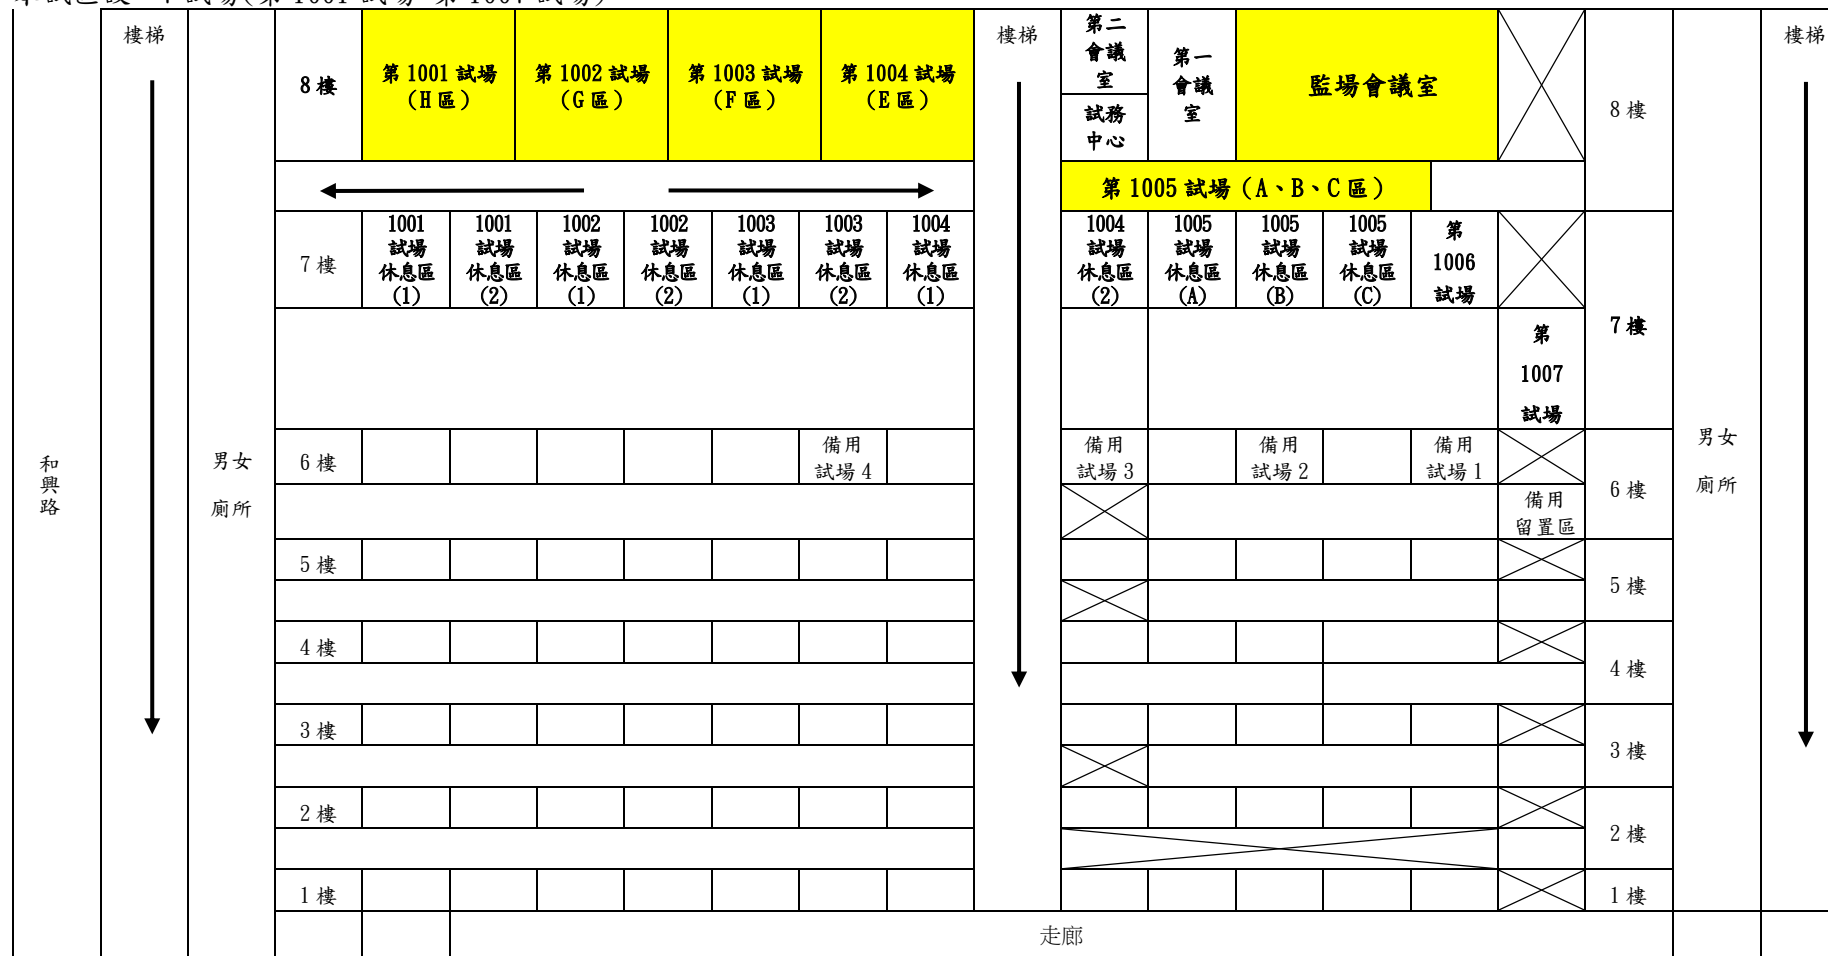 第 1001 試場 第 1007 試場)
樓梯
樓梯
樓梯
8 樓
第 1001 試場
(H 區)
第 1002 試場
(G 區)
第 1003 試場
(F 區)
第 1004 試場
(E 區)
第二
會議
室
試務
中心
第一
會議
室
監場會議室
8 樓
第 1005 試場（A、B、C 區）
7 樓
1001
試場
休息區
(1)
1001
試場
休息區
(2)
1002
試場
休息區
(1)
1002
試場
休息區
(2)
1003
試場
休息區
(1)
1003
試場
休息區
(2)
1004
試場
休息區
(1)
1004
試場
休息區
(2)
1005
試場
休息區
(A)
1005
試場
休息區
(B)
1005
試場
休息區
(C)
第
1006
試場
7 樓
第
1007
試場
和
興
路
男女
廁所
6 樓
備用
試場 4
備用
試場 3
備用
試場 2
備用
試場 1
6 樓
備用
留置區
男女
廁所
5 樓
5 樓
4 樓
4 樓
3 樓
3 樓
2 樓
2 樓
1 樓
1 樓
走廊